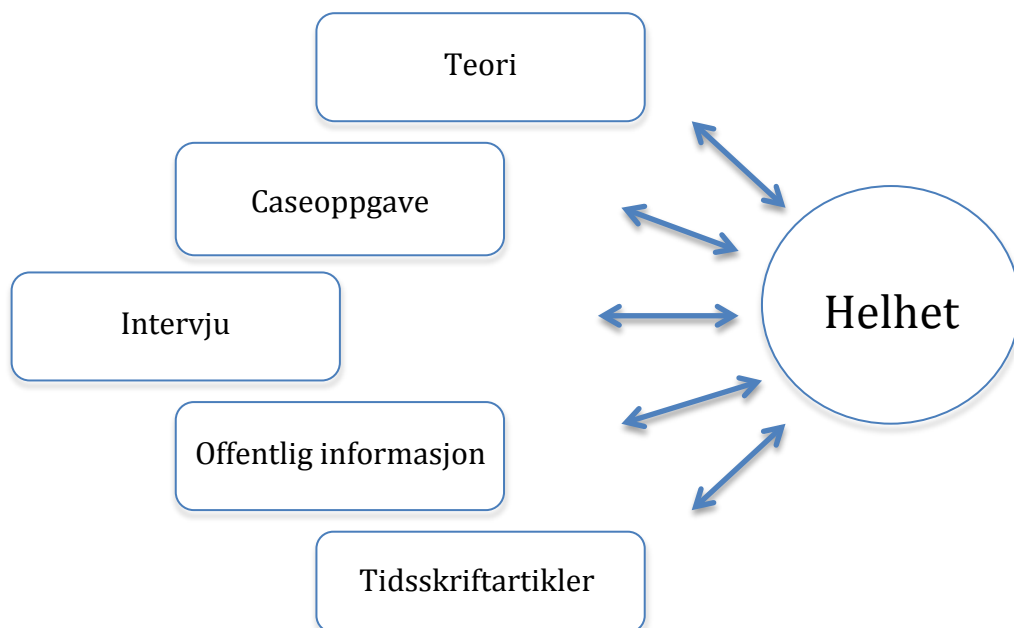 Teori
Caseoppgave
Intervju
Helhet
Offentlig informasjon
Tidsskriftartikler